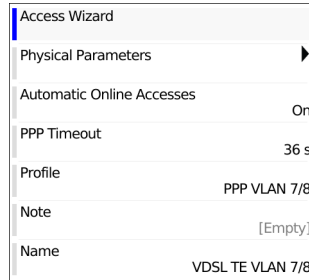 Access Wizard
Physical Parameters
Automatic Online Accesses
On
PPP Timeout
36 s
Profile
PPP VLAN 7/8
Note
[Empty]
Name
VDSL TE VLAN 7/8